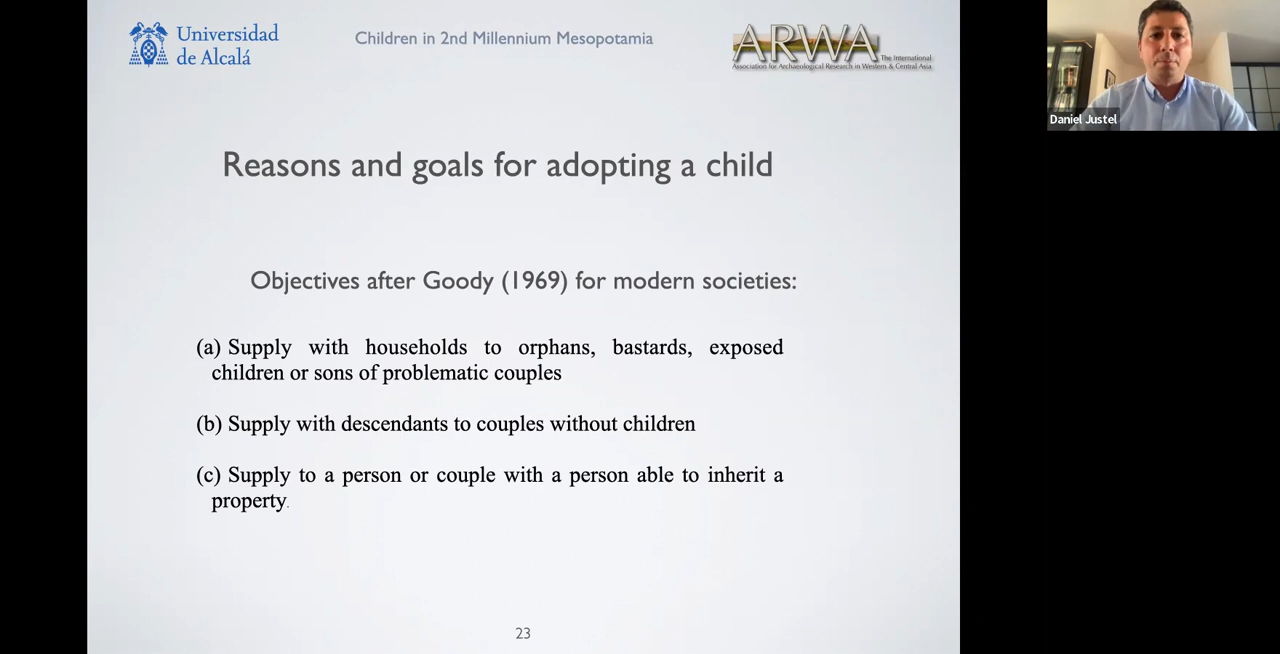 Universidad
de Alcalá
Children in 2nd Millennium Mesopotamia
ARWA
The International
Association for Archaeological Research in Western & Central Asia
Daniel Justel
Reasons and goals for adopting a child
Objectives after Goody (1969) for modern societies:
(a) Supply with households to orphans, bastards, exposed
children or sons of problematic couples
(b) Supply with descendants to couples without children
(c) Supply to a person or couple with a person able to inherit a
property.
23